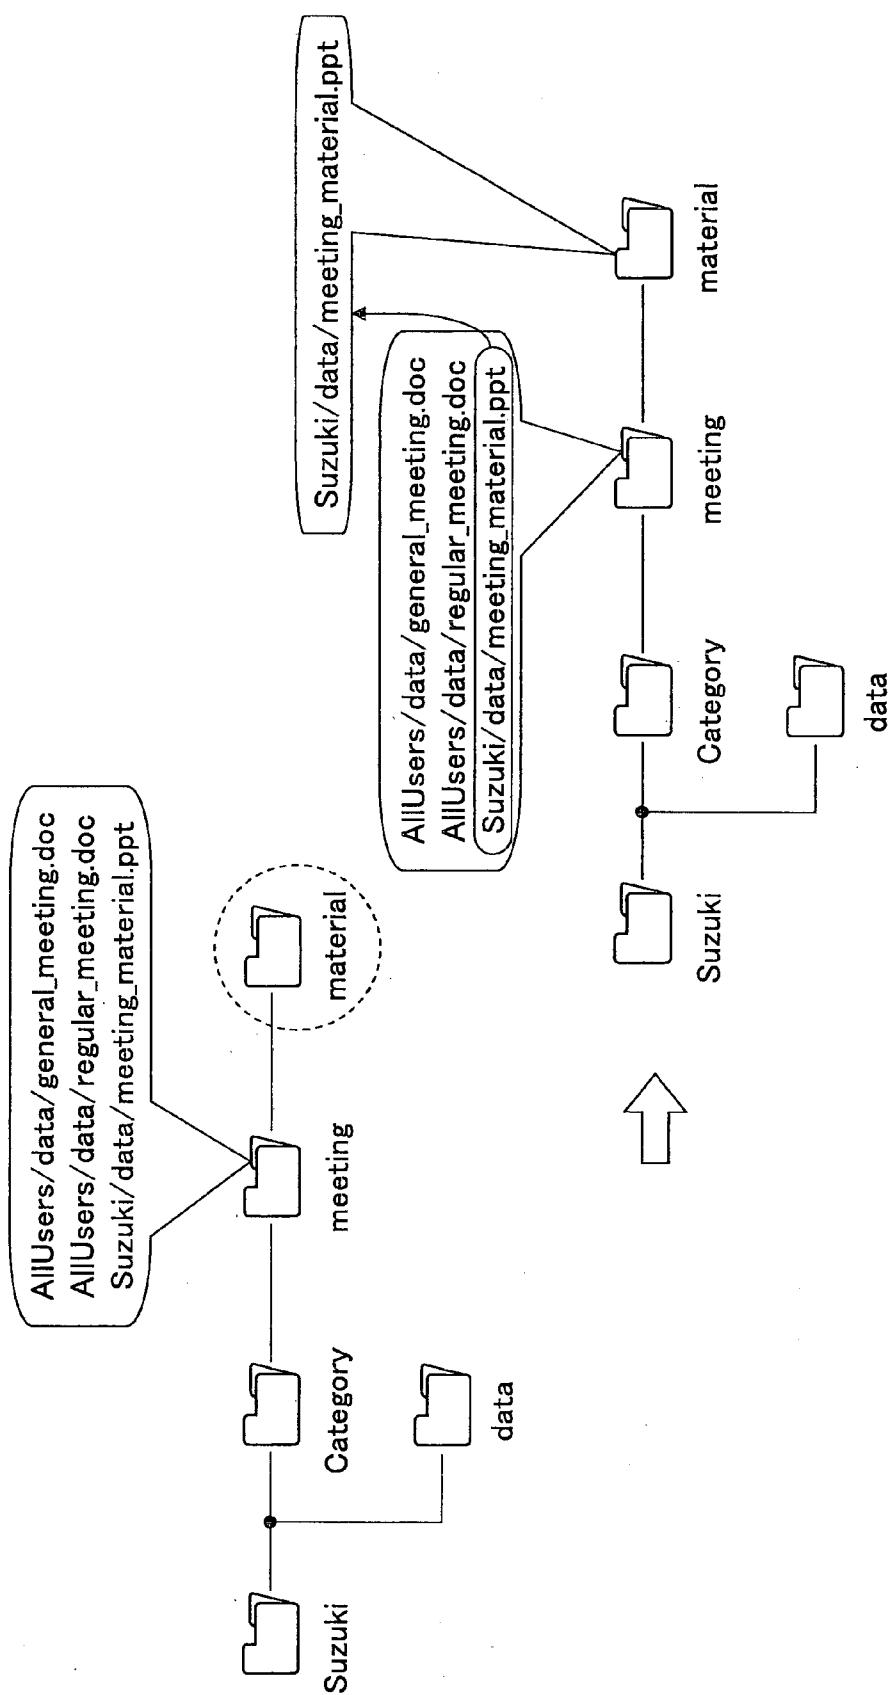 AllUsers/data/general_meeting.doc
AllUsers/data/regular_meeting.doc
Suzuki/data/meeting_material.ppt
Suzuki
Category
meeting
material
data
Suzuki/data/meeting_material.ppt
AllUsers/data/general_meeting.doc
AllUsers/data/regular_meeting.doc
Suzuki/data/meeting_material.ppt
Suzuki
Category
meeting
material
data